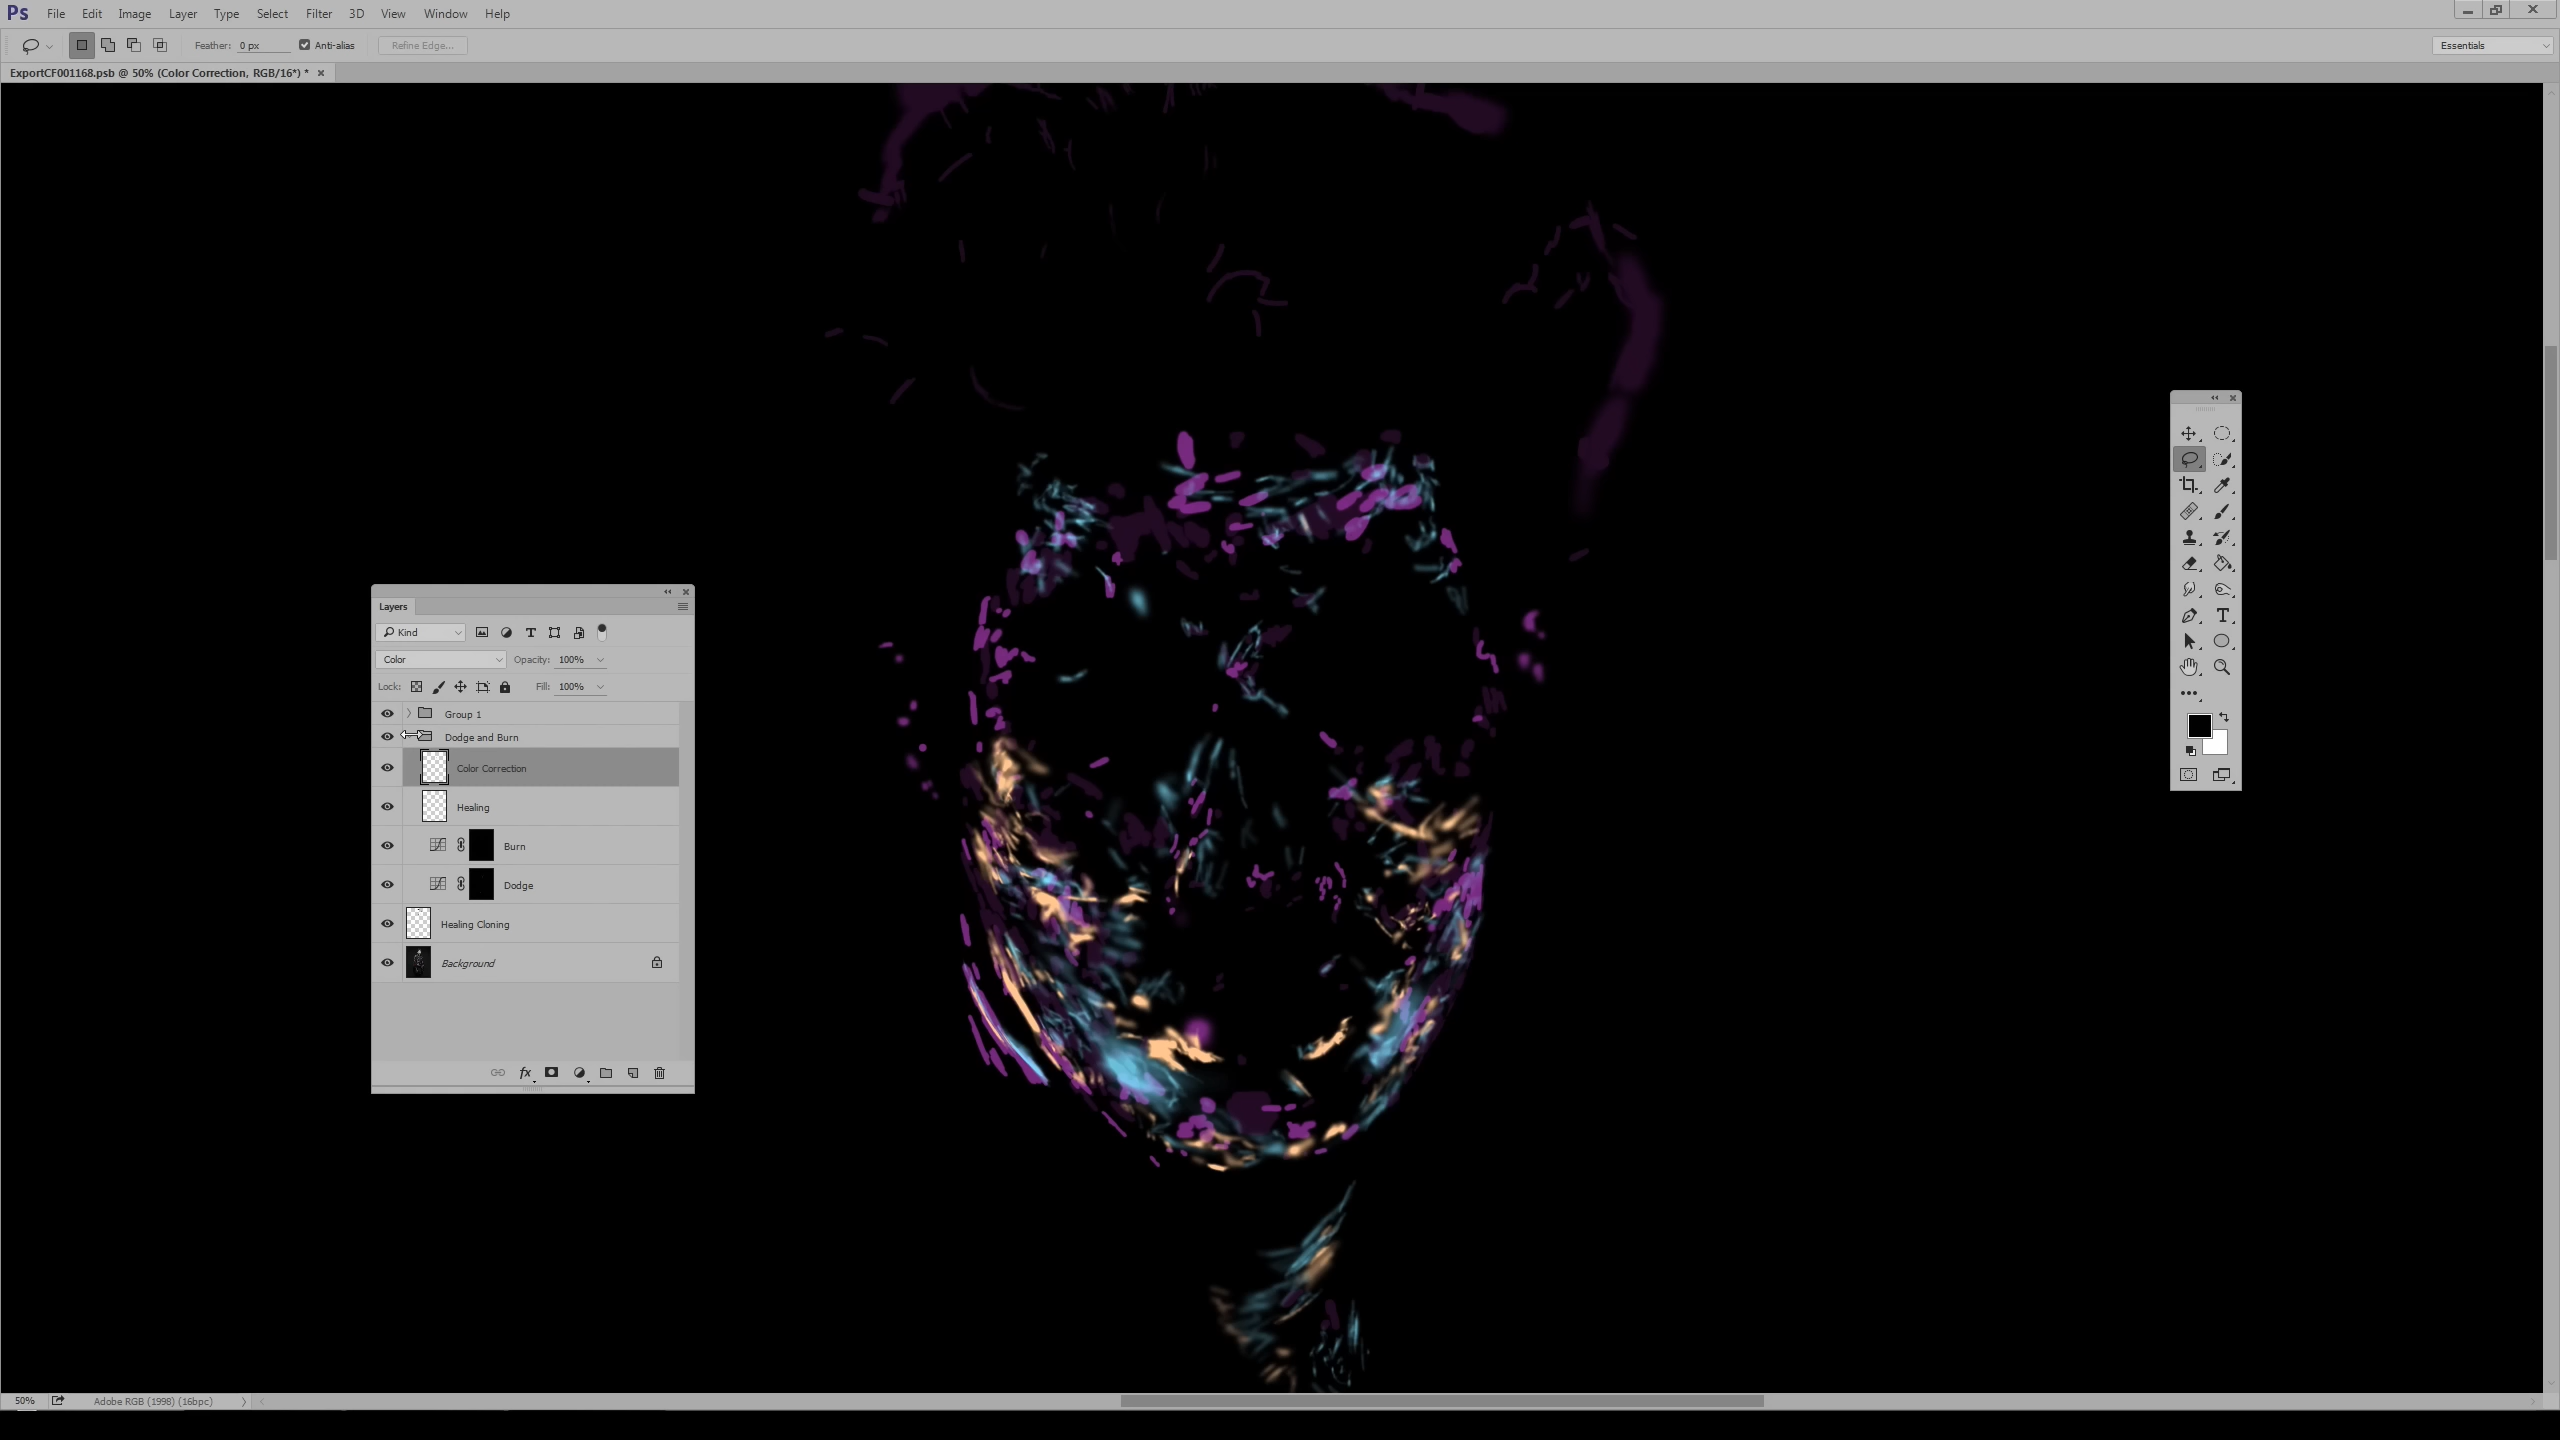 Ps File Edit Image Layer Type Select Filter 3D View Window Help
Feather: 0 px Anti-alias Refine Edge... Essentials
ExportCF001168.psb @ 50% (Color Correction, RGB/16*) *
Layers
Kind
Color Opacity: 100%
Lock: Fill: 100%
Group 1
Dodge and Burn
Color Correction
Healing
Burn
Dodge
Healing Cloning
Background
fx
50% Adobe RGB (1998) (16bpc)